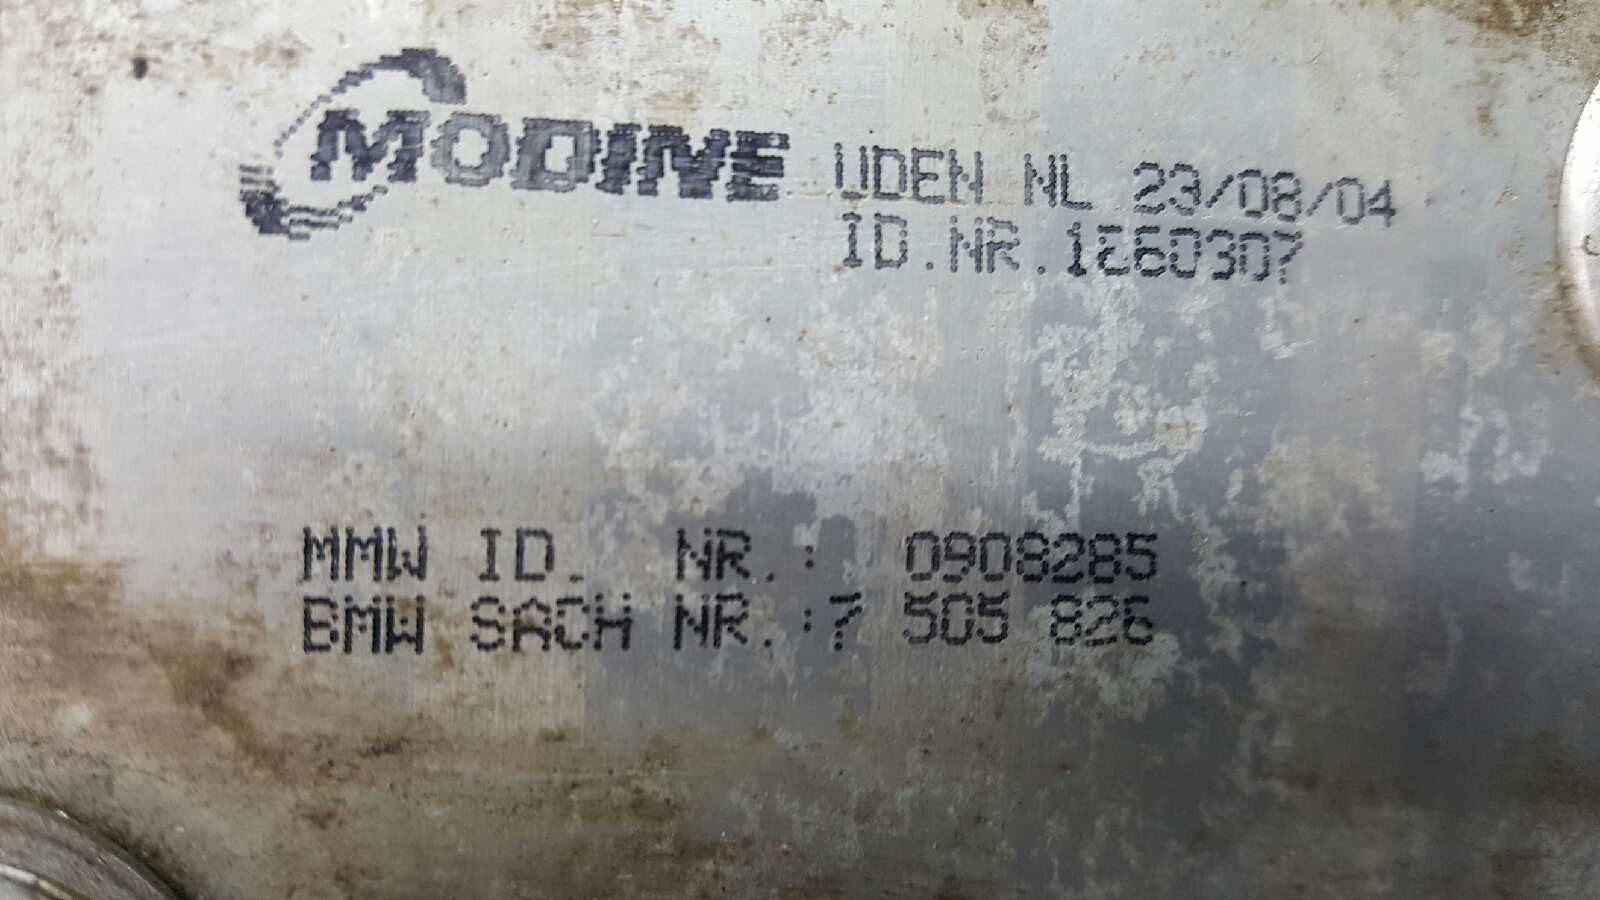 MODINE UDEN NL 23/08/04
ID.NR.1660307
MMW ID. NR.: 0908285
BMW SACH NR.:7 505 826